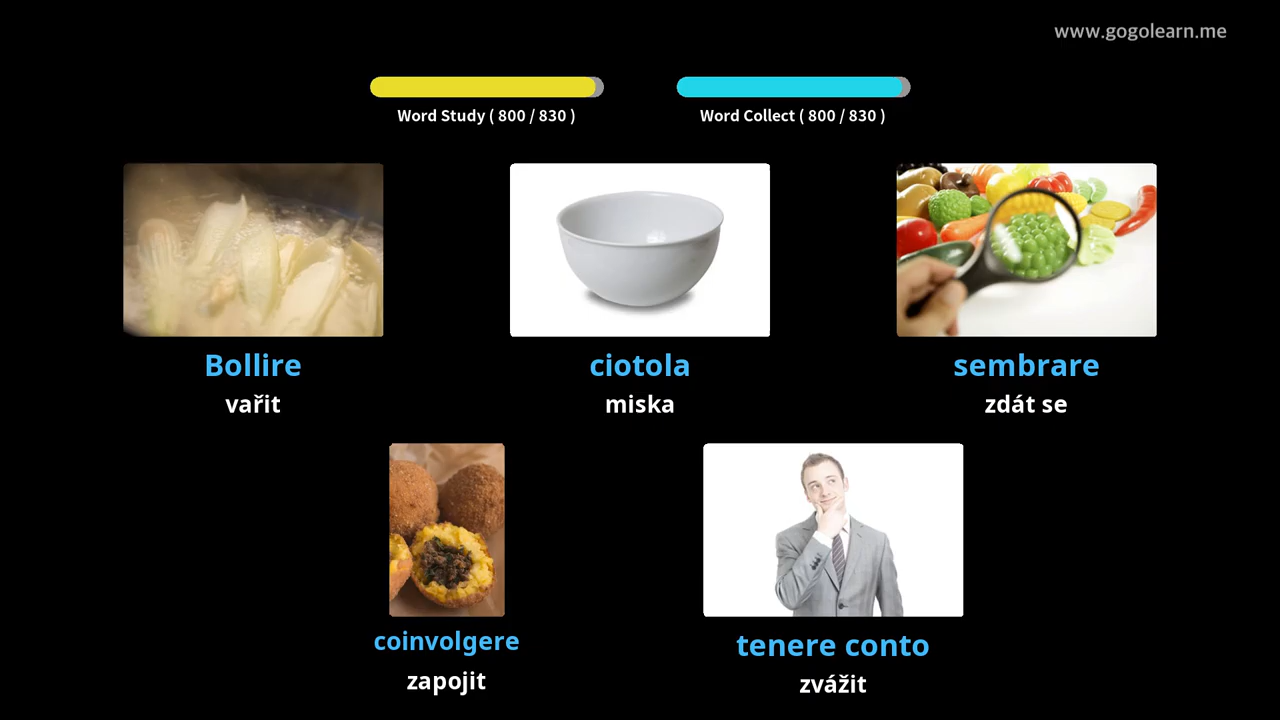 www.gogolearn.me
Word Study ( 800 / 830 )
Word Collect ( 800 / 830 )
Bollire
ciotola
sembrare
vařit
miska
zdát se
coinvolgere
tenere conto
zapojit
zvážit